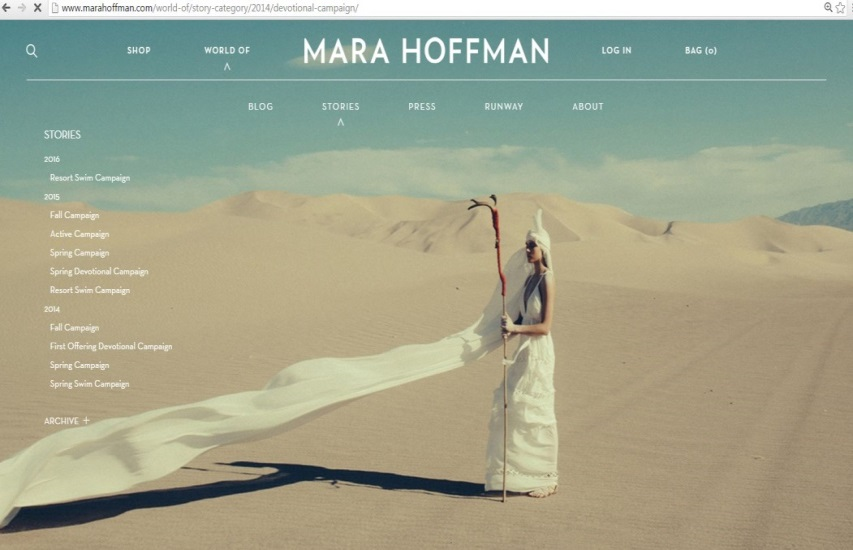 www.marahoffman.com/world-of/story-category/2014/devotional-campaign/
SHOP
WORLD OF
MARA HOFFMAN
LOG IN
BAG (0)
BLOG
STORIES
PRESS
RUNWAY
ABOUT
STORIES
2016
Resort Swim Campaign
2015
Fall Campaign
Active Campaign
Spring Campaign
Spring Devotional Campaign
Resort Swim Campaign
2014
Fall Campaign
First Offering Devotional Campaign
Spring Campaign
Spring Swim Campaign
ARCHIVE +